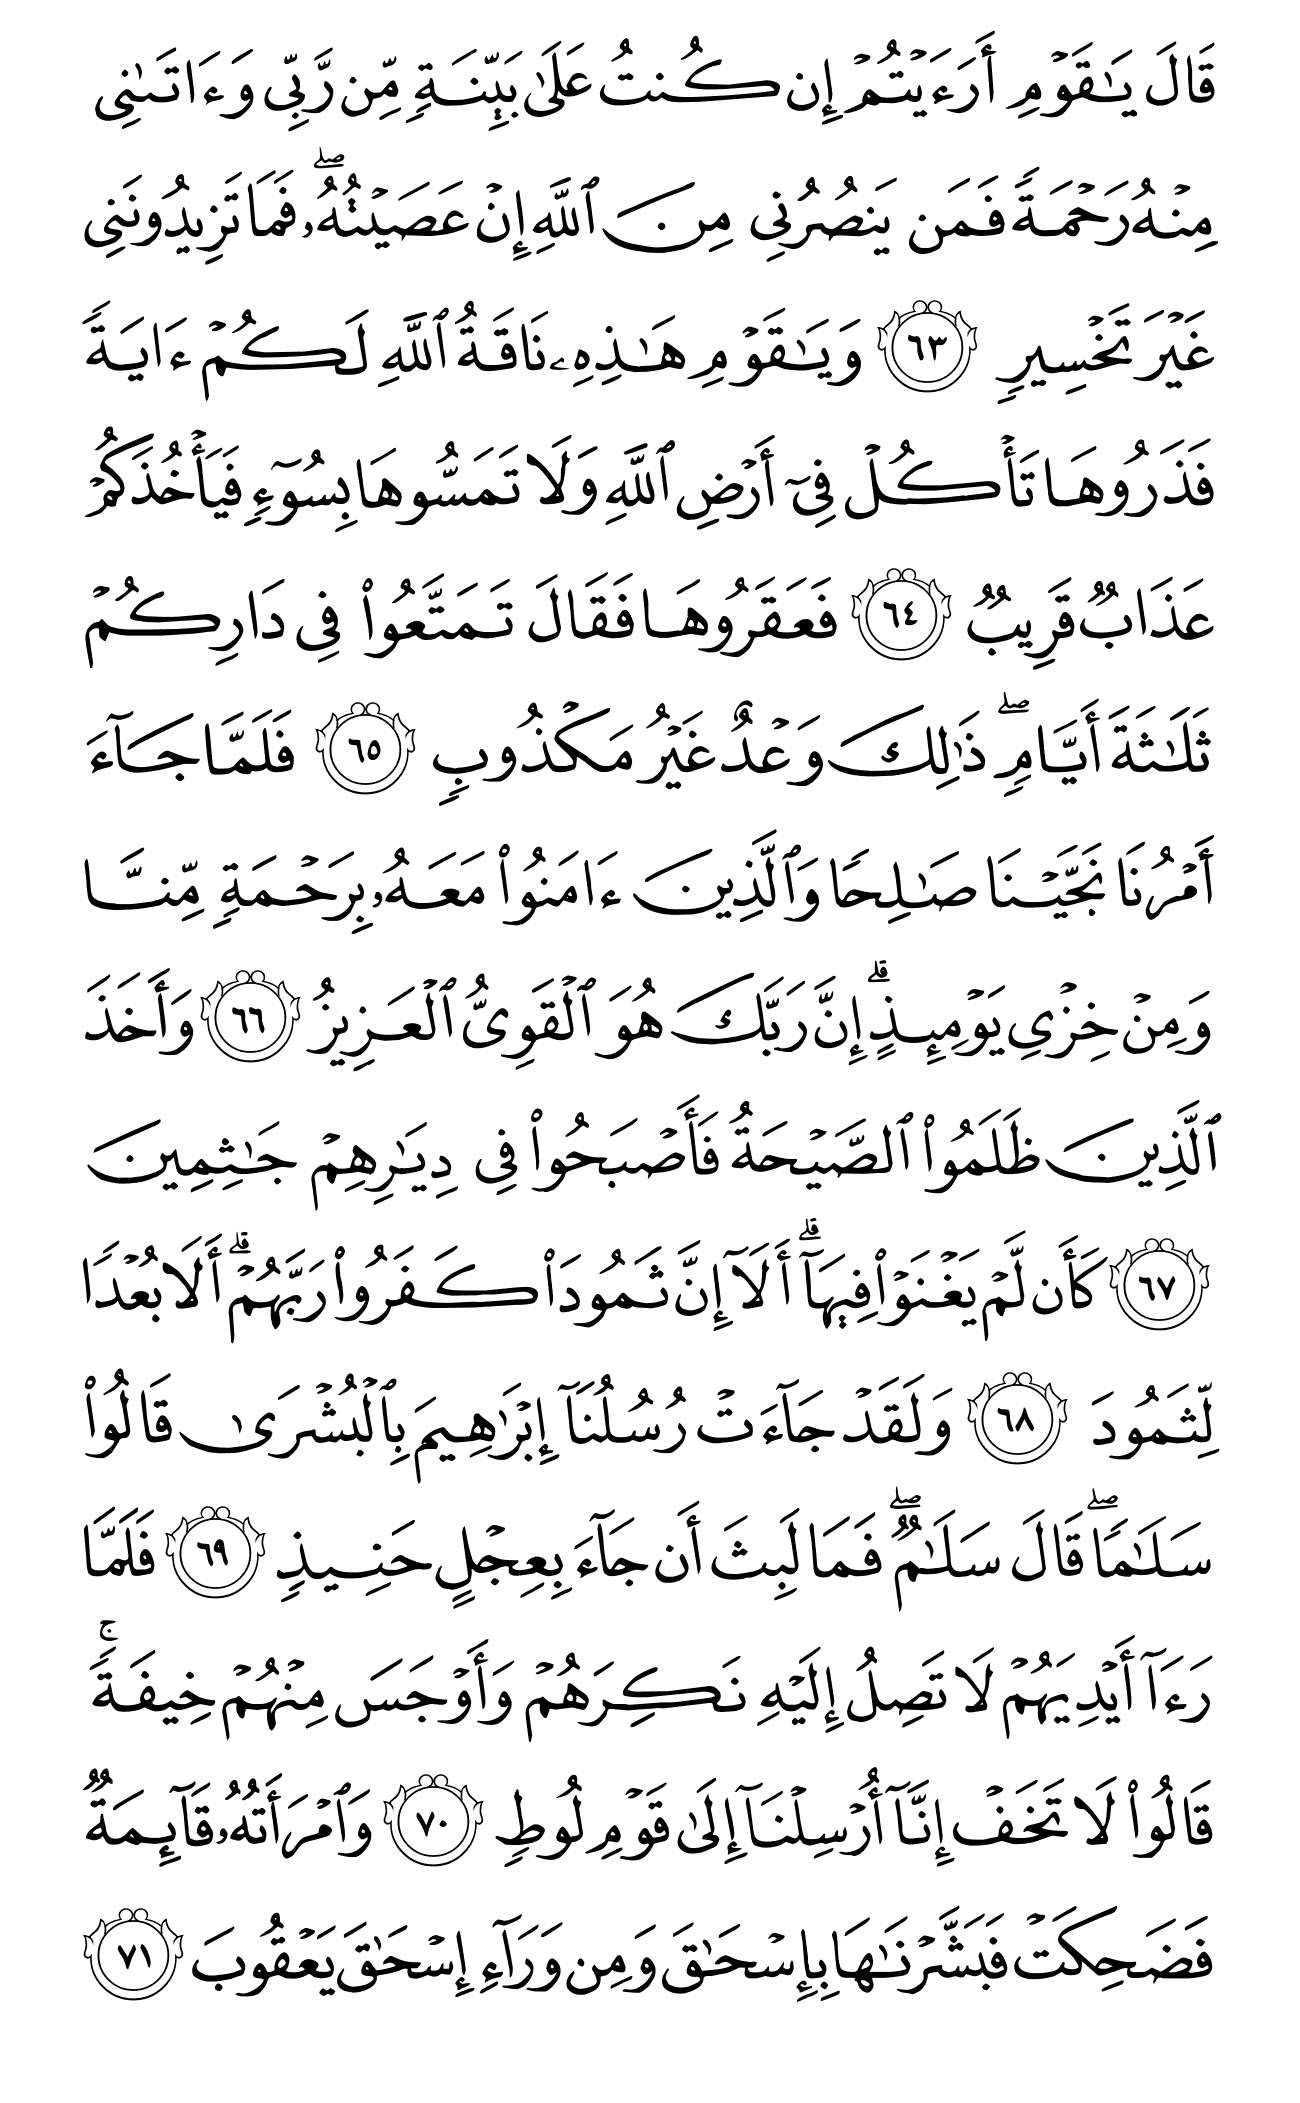 قَالَ يَـٰقَوۡمِ أَرَءَيۡتُمۡ إِن كُنتُ عَلَىٰ بَيِّنَةٖ مِّن رَّبِّي وَءَاتَىٰنِي
مِنۡهُ رَحۡمَةٗ فَمَن يَنصُرُنِي مِنَ ٱللَّهِ إِنۡ عَصَيۡتُهُۥۖ فَمَا تَزِيدُونَنِي
غَيۡرَ تَخۡسِيرٖ ٦٣ وَيَـٰقَوۡمِ هَـٰذِهِۦ نَاقَةُ ٱللَّهِ لَكُمۡ ءَايَةٗ
فَذَرُوهَا تَأۡكُلۡ فِيٓ أَرۡضِ ٱللَّهِ وَلَا تَمَسُّوهَا بِسُوٓءٖ فَيَأۡخُذَكُمۡ
عَذَابٞ قَرِيبٞ ٦٤ فَعَقَرُوهَا فَقَالَ تَمَتَّعُواْ فِي دَارِكُمۡ
ثَلَـٰثَةَ أَيَّامٖۖ ذَٰلِكَ وَعۡدٌ غَيۡرُ مَكۡذُوبٖ ٦٥ فَلَمَّا جَآءَ
أَمۡرُنَا نَجَّيۡنَا صَـٰلِحٗا وَٱلَّذِينَ ءَامَنُواْ مَعَهُۥ بِرَحۡمَةٖ مِّنَّا
وَمِنۡ خِزۡيِ يَوۡمِئِذٍۗ إِنَّ رَبَّكَ هُوَ ٱلۡقَوِيُّ ٱلۡعَزِيزُ ٦٦ وَأَخَذَ
ٱلَّذِينَ ظَلَمُواْ ٱلصَّيۡحَةُ فَأَصۡبَحُواْ فِي دِيَـٰرِهِمۡ جَـٰثِمِينَ
٦٧ كَأَن لَّمۡ يَغۡنَوۡاْ فِيهَآۗ أَلَآ إِنَّ ثَمُودَاْ كَفَرُواْ رَبَّهُمۡۗ أَلَا بُعۡدٗا
لِّثَمُودَ ٦٨ وَلَقَدۡ جَآءَتۡ رُسُلُنَآ إِبۡرَٰهِيمَ بِٱلۡبُشۡرَىٰ قَالُواْ
سَلَـٰمٗاۖ قَالَ سَلَـٰمٞۖ فَمَا لَبِثَ أَن جَآءَ بِعِجۡلٍ حَنِيذٖ ٦٩ فَلَمَّا
رَءَآ أَيۡدِيَهُمۡ لَا تَصِلُ إِلَيۡهِ نَكِرَهُمۡ وَأَوۡجَسَ مِنۡهُمۡ خِيفَةٗۚ
قَالُواْ لَا تَخَفۡ إِنَّآ أُرۡسِلۡنَآ إِلَىٰ قَوۡمِ لُوطٖ ٧٠ وَٱمۡرَأَتُهُۥ قَآئِمَةٞ
فَضَحِكَتۡ فَبَشَّرۡنَـٰهَا بِإِسۡحَـٰقَ وَمِن وَرَآءِ إِسۡحَـٰقَ يَعۡقُوبَ ٧١